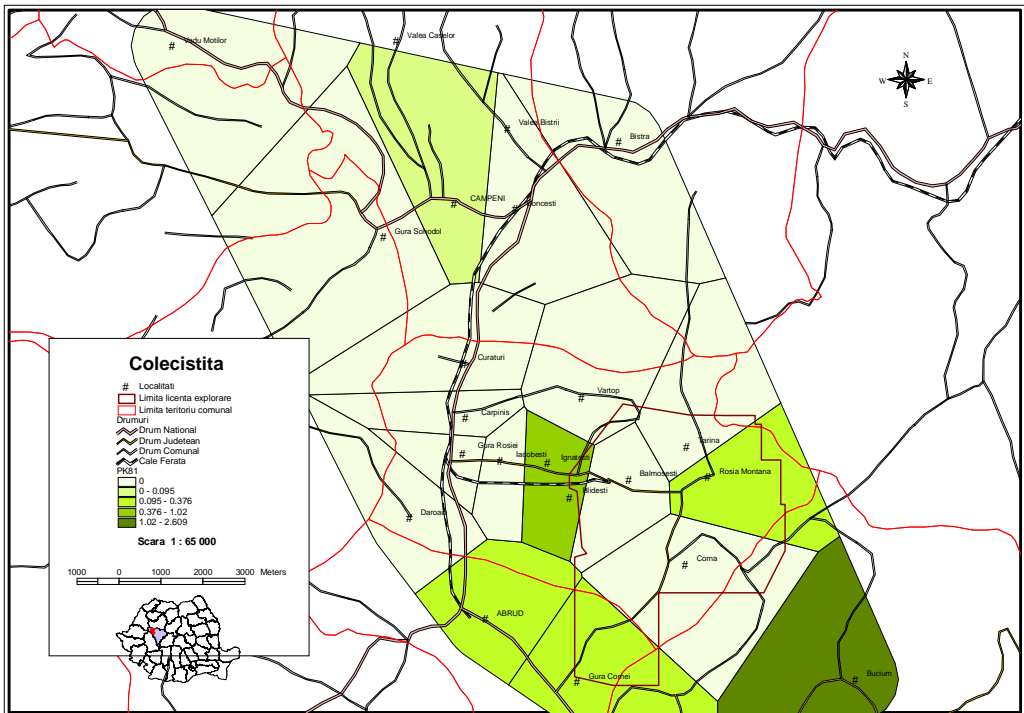 Vadu Motilor
Valea Caselor
N
W E
S
Valea Bistrii
Bistra
CAMPENI
Boncesti
Gura Sohodol
Curaturi
Vartop
Carpinis
Gura Rosiei
Iacobesti
Ignatesti
Tarina
Balmosesti
Rosia Montana
Blidesti
Daroaia
Corna
ABRUD
Gura Cornei
Bucium
Colecistita
# Localitati
Limita licenta explorare
Limita teritoriu comunal
Drumuri
Drum National
Drum Judetean
Drum Comunal
Cale Ferata
PK81
0
0 - 0.095
0.095 - 0.376
0.376 - 1.02
1.02 - 2.609
Scara 1 : 65 000
1000 0 1000 2000 3000 Meters